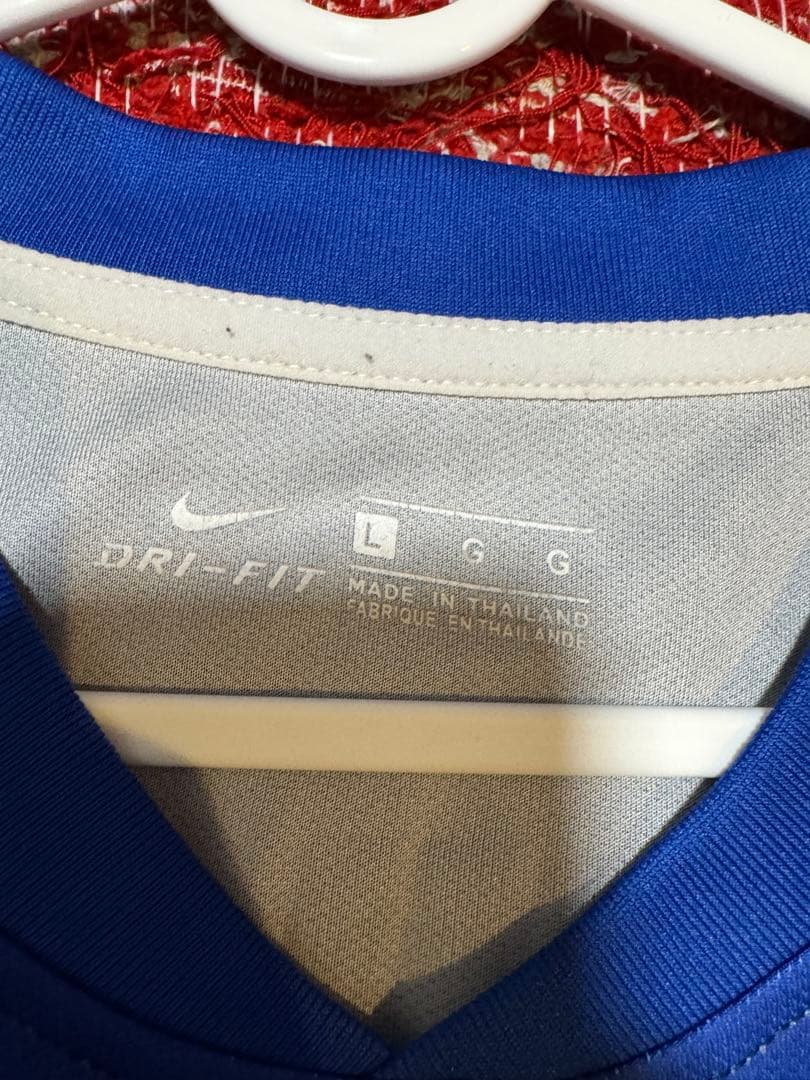 DRI-FIT
L G G
MADE IN THAILAND
FABRIQUE EN THAILANDE